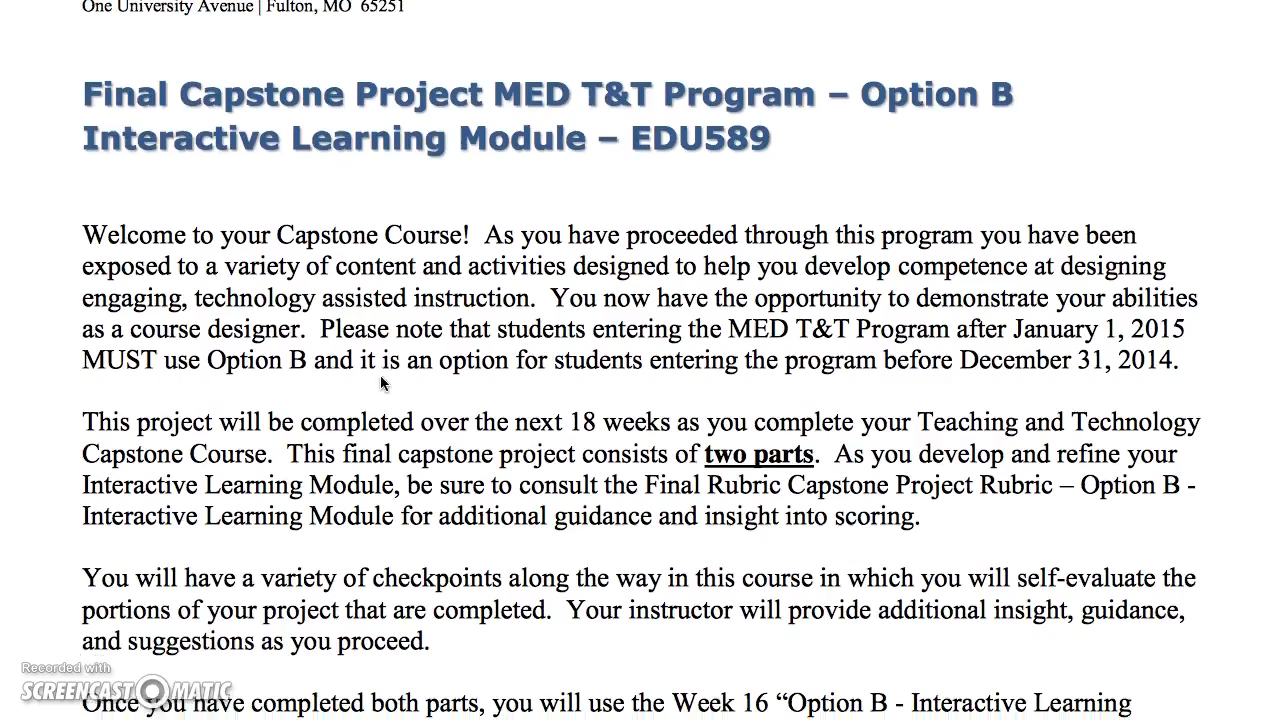 One University Avenue | Fulton, MO  65251
Final Capstone Project MED T&T Program – Option B
Interactive Learning Module – EDU589
Welcome to your Capstone Course!  As you have proceeded through this program you have been
exposed to a variety of content and activities designed to help you develop competence at designing
engaging, technology assisted instruction.  You now have the opportunity to demonstrate your abilities
as a course designer.  Please note that students entering the MED T&T Program after January 1, 2015
MUST use Option B and it is an option for students entering the program before December 31, 2014.
This project will be completed over the next 18 weeks as you complete your Teaching and Technology
Capstone Course.  This final capstone project consists of two parts.  As you develop and refine your
Interactive Learning Module, be sure to consult the Final Rubric Capstone Project Rubric – Option B -
Interactive Learning Module for additional guidance and insight into scoring.
You will have a variety of checkpoints along the way in this course in which you will self-evaluate the
portions of your project that are completed.  Your instructor will provide additional insight, guidance,
and suggestions as you proceed.
Recorded with
SCREENCAST-O-MATIC
Once you have completed both parts, you will use the Week 16 “Option B - Interactive Learning